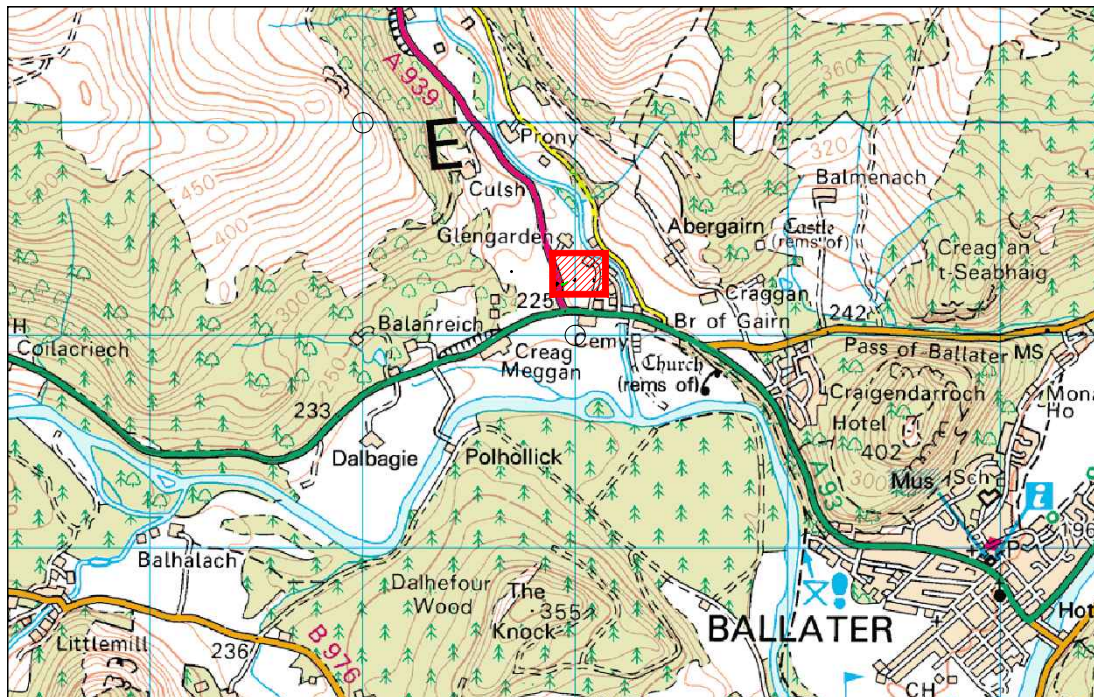 A 939
E
Prony
Culsh
360
320
Balmenach
450
400
Glengarden
Abergairn
Castle
(rems of)
Creag an
t-Seabhaig
225
Craggan
242
H
Coilacriech
Balanreich
Creag
Meggan
Cemy
Br of Gairn
Pass of Ballater
MS
250
Church
(rems of)
Craigendarroch
Hotel
402
300
Mona
Ho
233
Dalbagie
Polhollick
A 93
Mus
Sch
i
196
P
Balhalach
Dalhefour
Wood
The
Knock
355
BALLATER
Hot
Littlemill
236
B 976
CH